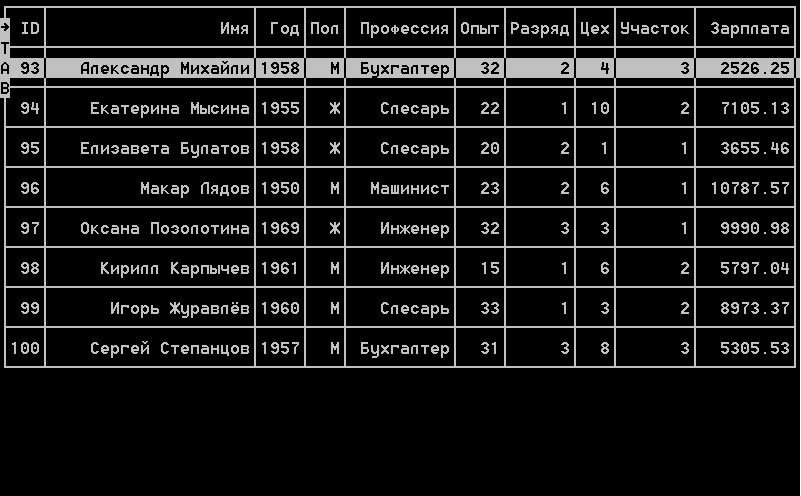 → ID Имя Год Пол Профессия Опыт Разряд Цех Участок Зарплата
T
A 93 Александр Михайли 1958 М Бухгалтер 32 2 4 3 2526.25
B
94 Екатерина Мысина 1955 Ж Слесарь 22 1 10 2 7105.13
95 Елизавета Булатов 1958 Ж Слесарь 20 2 1 1 3655.46
96 Макар Лядов 1950 М Машинист 23 2 6 1 10787.57
97 Оксана Позолотина 1969 Ж Инженер 32 3 3 1 9990.98
98 Кирилл Карпычев 1961 М Инженер 15 1 6 2 5797.04
99 Игорь Журавлёв 1960 М Слесарь 33 1 3 2 8973.37
100 Сергей Степанцов 1957 М Бухгалтер 31 3 8 3 5305.53